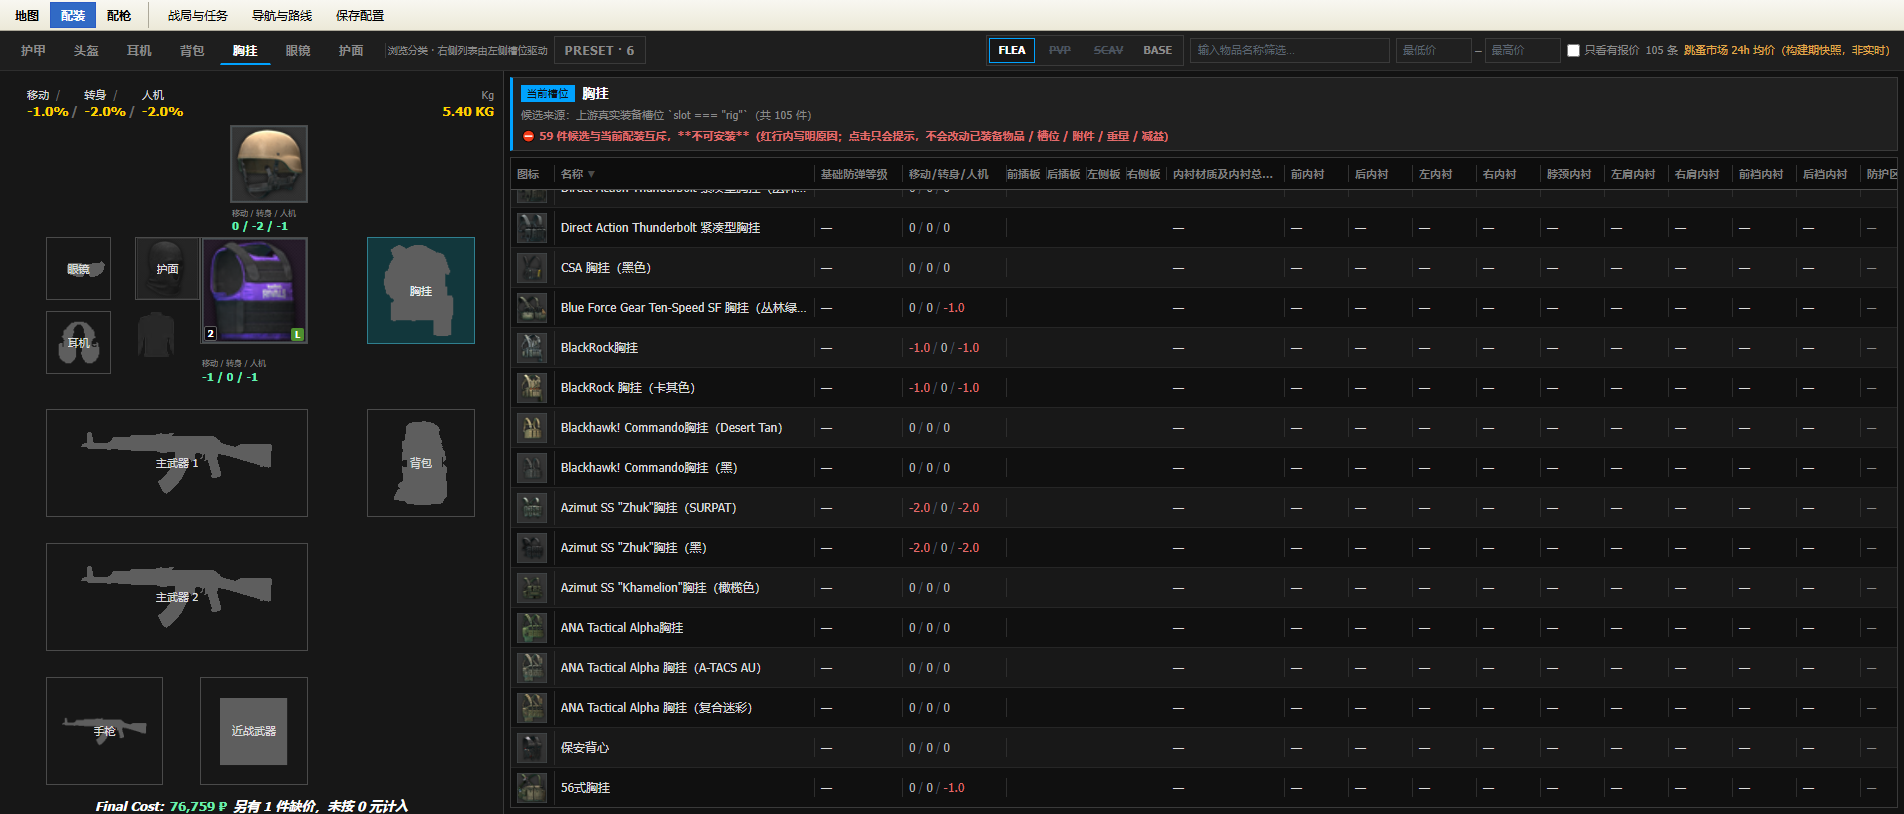 地图 配装 配枪 战局与任务 导航与路线 保存配置
护甲 头盔 耳机 背包 胸挂 眼镜 护面 浏览分类 · 右侧列表由左侧槽位驱动 PRESET · 6 FLEA PVP SCAV BASE 输入物品名称筛选... 最低价 – 最高价 只看有报价 105 条 跳蚤市场 24h 均价（构建期快照，非实时）
移动 / 转身 / 人机 Kg
-1.0% / -2.0% / -2.0% 5.40 KG
移动 / 转身 / 人机
0 / -2 / -1
眼镜 护面 胸挂
耳机
2 L
移动 / 转身 / 人机
-1 / 0 / -1
主武器 1 背包
主武器 2
手枪 近战武器
Final Cost: 76,759 ₽ 另有 1 件缺价，未按 0 元计入
当前槽位 胸挂
候选来源：上游真实装备槽位 `slot === "rig"`（共 105 件）
59 件候选与当前配装互斥，**不可安装**（红行内写明原因；点击只会提示，不会改动已装备物品 / 槽位 / 附件 / 重量 / 减益）
图标 名称 ▼ 基础防弹等级 移动/转身/人机 前插板 后插板 左侧板 右侧板 内衬材质及内衬总... 前内衬 后内衬 左内衬 右内衬 脖颈内衬 左肩内衬 右肩内衬 前裆内衬 后裆内衬 防护区
Direct Action Thunderbolt 紧凑型胸挂（丛林...
Direct Action Thunderbolt 紧凑型胸挂 — 0 / 0 / 0 — — — — — — — — — — —
CSA 胸挂（黑色） — 0 / 0 / 0 — — — — — — — — — — —
Blue Force Gear Ten-Speed SF 胸挂（丛林绿... — 0 / 0 / -1.0 — — — — — — — — — — —
BlackRock胸挂 — -1.0 / 0 / -1.0 — — — — — — — — — — —
BlackRock 胸挂（卡其色） — -1.0 / 0 / -1.0 — — — — — — — — — — —
Blackhawk! Commando胸挂（Desert Tan） — 0 / 0 / 0 — — — — — — — — — — —
Blackhawk! Commando胸挂（黑） — 0 / 0 / 0 — — — — — — — — — — —
Azimut SS "Zhuk"胸挂（SURPAT） — -2.0 / 0 / -2.0 — — — — — — — — — — —
Azimut SS "Zhuk"胸挂（黑） — -2.0 / 0 / -2.0 — — — — — — — — — — —
Azimut SS "Khamelion"胸挂（橄榄色） — 0 / 0 / 0 — — — — — — — — — — —
ANA Tactical Alpha胸挂 — 0 / 0 / 0 — — — — — — — — — — —
ANA Tactical Alpha 胸挂（A-TACS AU） — 0 / 0 / 0 — — — — — — — — — — —
ANA Tactical Alpha 胸挂（复合迷彩） — 0 / 0 / 0 — — — — — — — — — — —
保安背心 — 0 / 0 / 0 — — — — — — — — — — —
56式胸挂 — 0 / 0 / -1.0 — — — — — — — — — — —